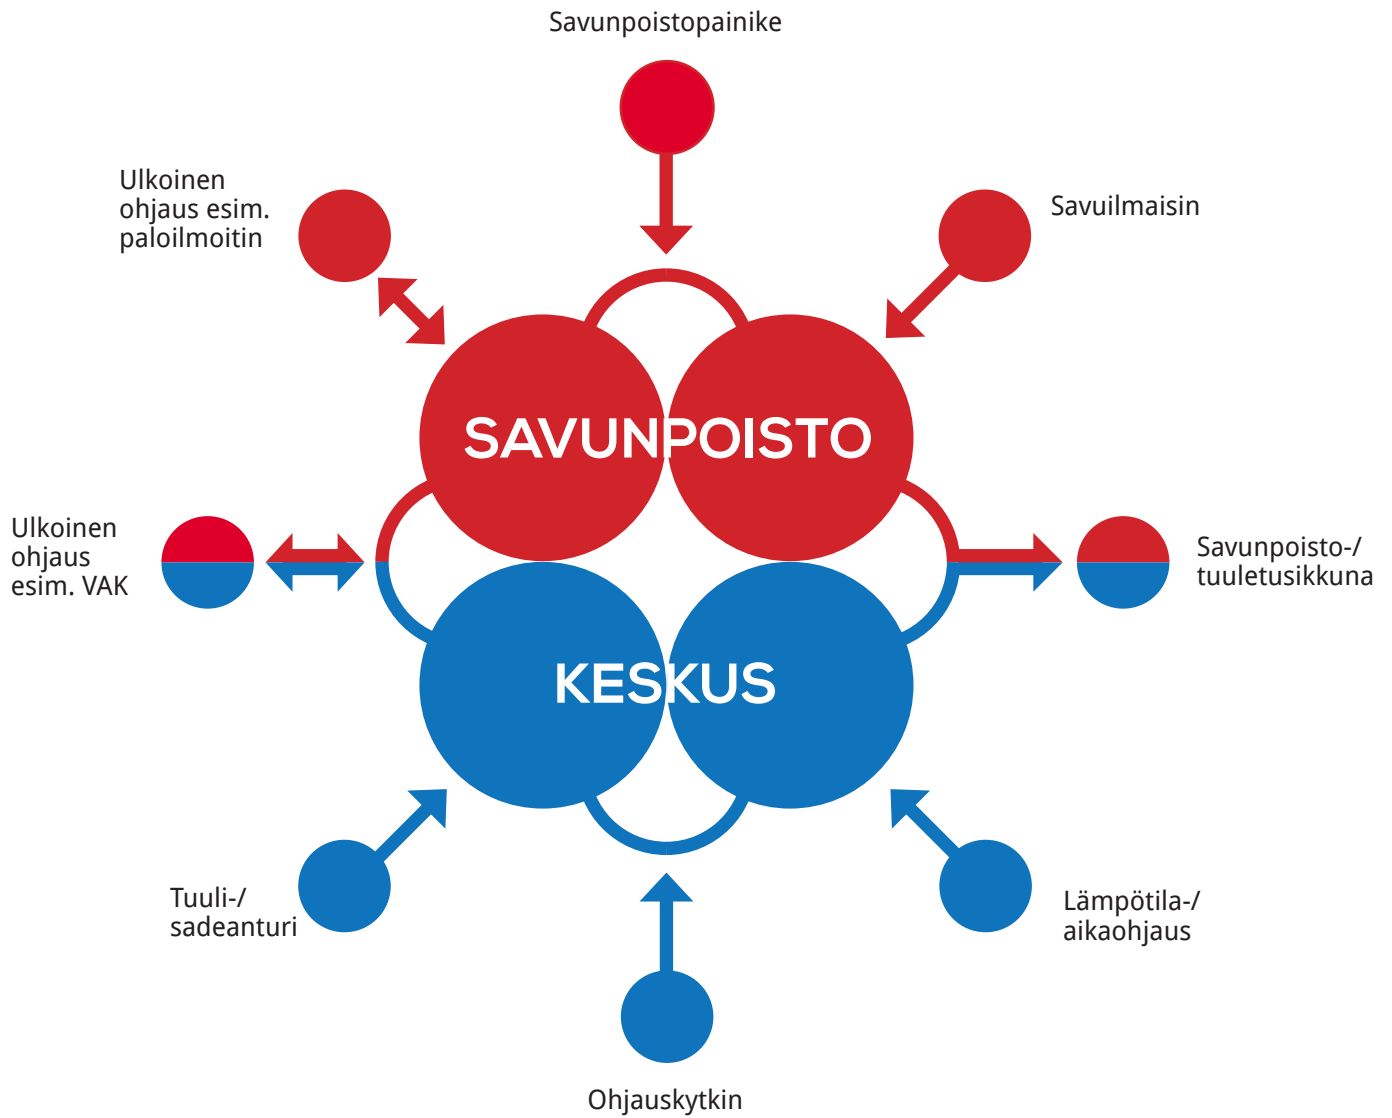 Savunpoistopainike
Ulkoinen
ohjaus esim.
paloilmoitin
Savuilmaisin
SAVUNPOISTO
Ulkoinen
ohjaus
esim. VAK
Savunpoisto-/
tuuletusikkuna
KESKUS
Tuuli-/
sadeanturi
Lämpötila-/
aikaohjaus
Ohjauskytkin